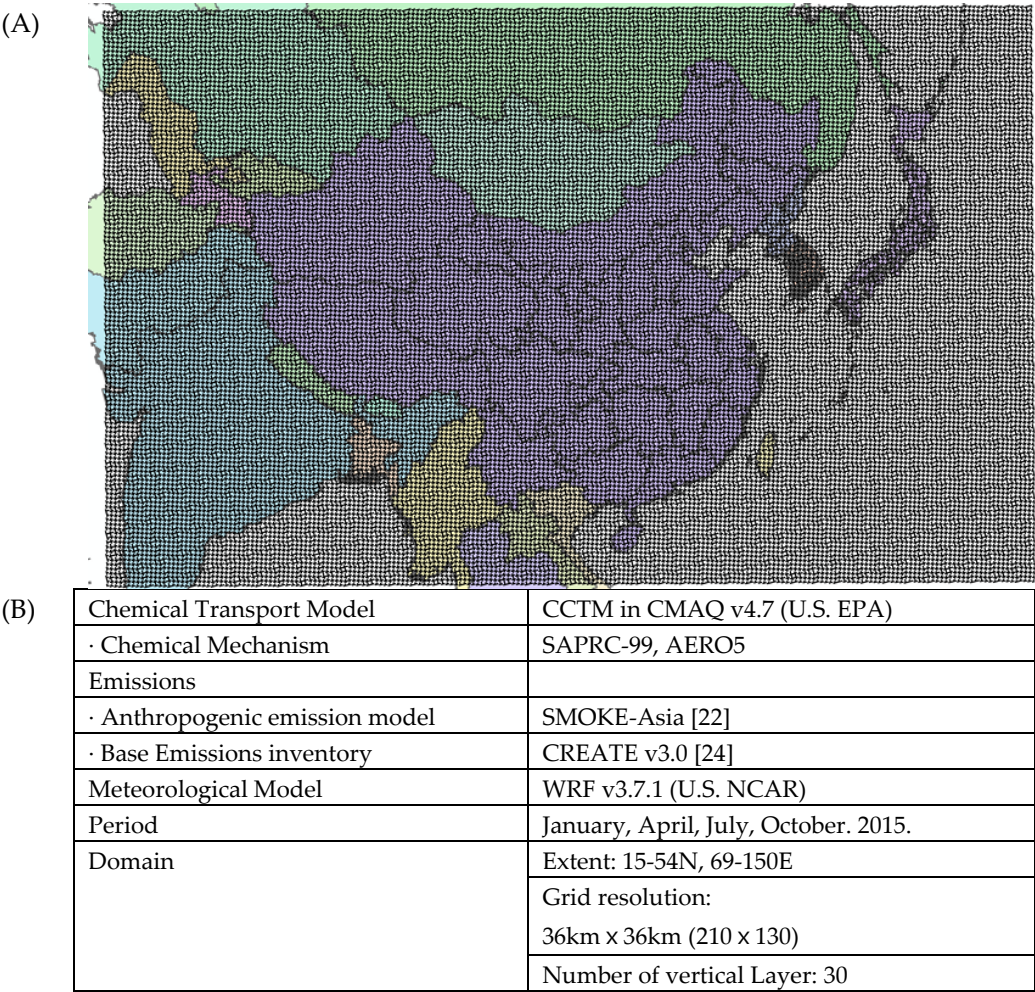 (A)
(B)
Chemical Transport Model CCTM in CMAQ v4.7 (U.S. EPA)
· Chemical Mechanism SAPRC-99, AERO5
Emissions
· Anthropogenic emission model SMOKE-Asia [22]
· Base Emissions inventory CREATE v3.0 [24]
Meteorological Model WRF v3.7.1 (U.S. NCAR)
Period January, April, July, October. 2015.
Domain Extent: 15-54N, 69-150E
Grid resolution:
36km x 36km (210 x 130)
Number of vertical Layer: 30